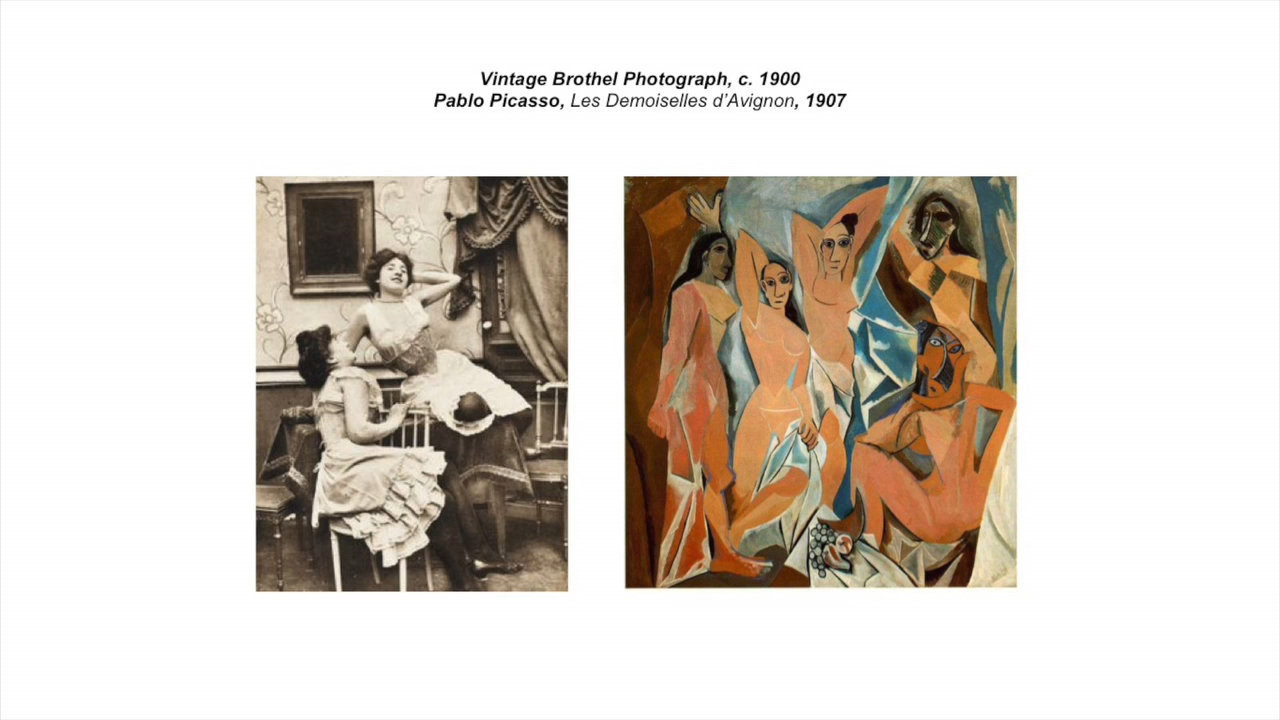 Vintage Brothel Photograph, c. 1900
Pablo Picasso, Les Demoiselles d’Avignon, 1907